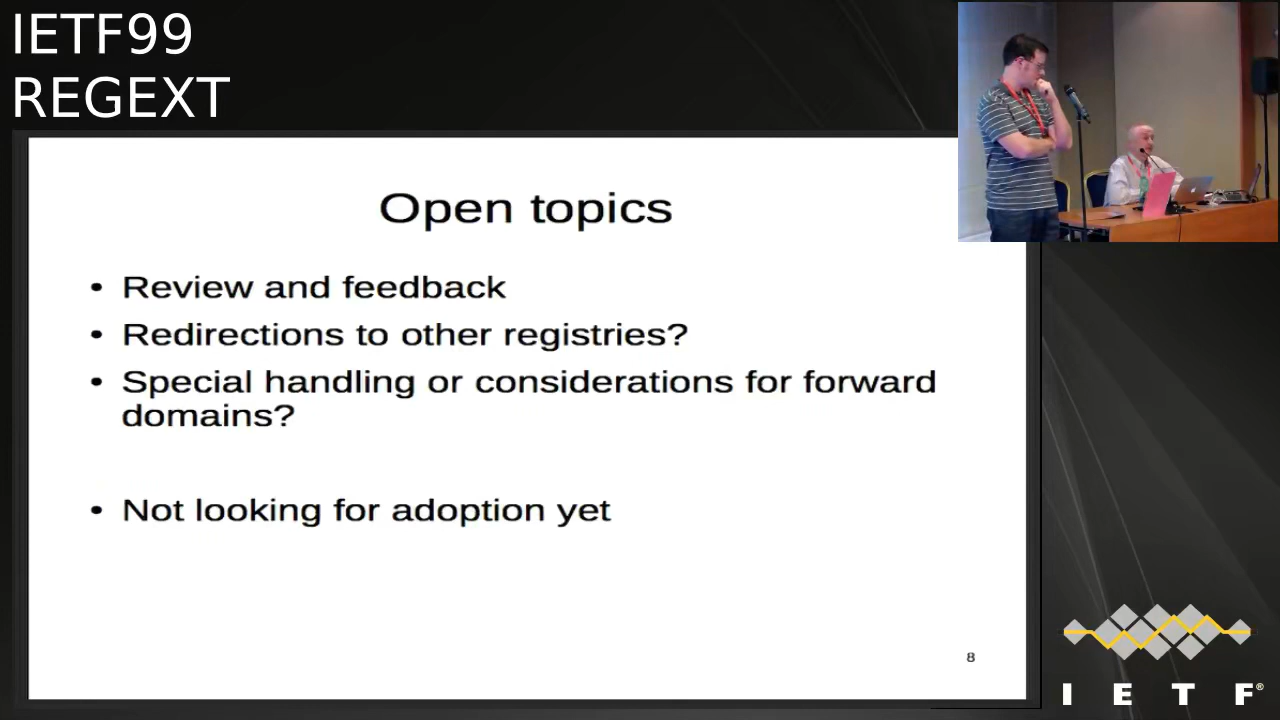 IETF99
REGEXT
Open topics
• Review and feedback
• Redirections to other registries?
• Special handling or considerations for forward
domains?
• Not looking for adoption yet
8
I E T F®